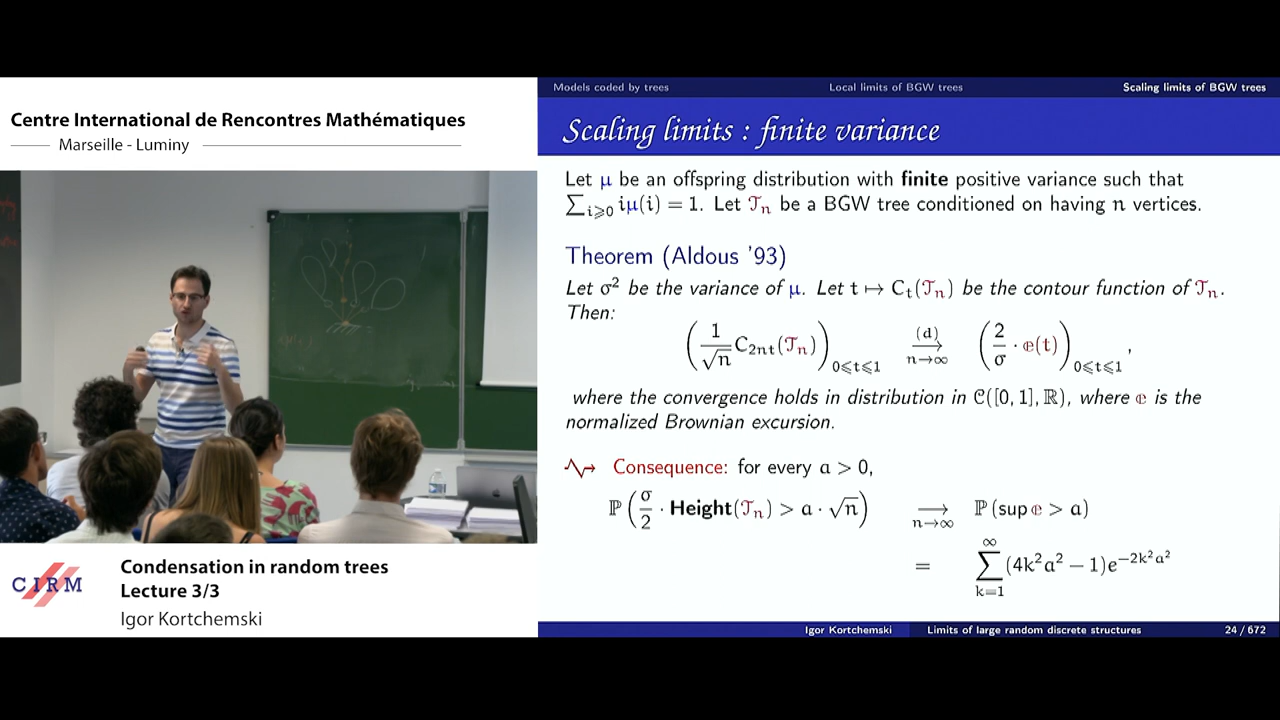 Centre International de Rencontres Mathématiques
Marseille - Luminy
Condensation in random trees
Lecture 3/3
Igor Kortchemski
CIRM
Models coded by trees Local limits of BGW trees Scaling limits of BGW trees
Scaling limits : finite variance
Let μ be an offspring distribution with finite positive variance such that
∑_{i⩾0} iμ(i) = 1. Let 𝒯_n be a BGW tree conditioned on having n vertices.
Theorem (Aldous '93)
Let σ² be the variance of μ. Let t ↦ C_t(𝒯_n) be the contour function of 𝒯_n.
Then:
(1/√n C_{2nt}(𝒯_n))_{0⩽t⩽1} (d) ⟶ n→∞ (2/σ · 𝕖(t))_{0⩽t⩽1} ,
where the convergence holds in distribution in 𝒞([0, 1], ℝ), where 𝕖 is the
normalized Brownian excursion.
Consequence: for every a > 0,
ℙ (σ/2 · Height(𝒯_n) > a · √n) ⟶ n→∞ ℙ (sup 𝕖 > a)
= ∑_{k=1}^{∞} (4k²a² − 1)e^{−2k²a²}
Igor Kortchemski Limits of large random discrete structures 24 / 672